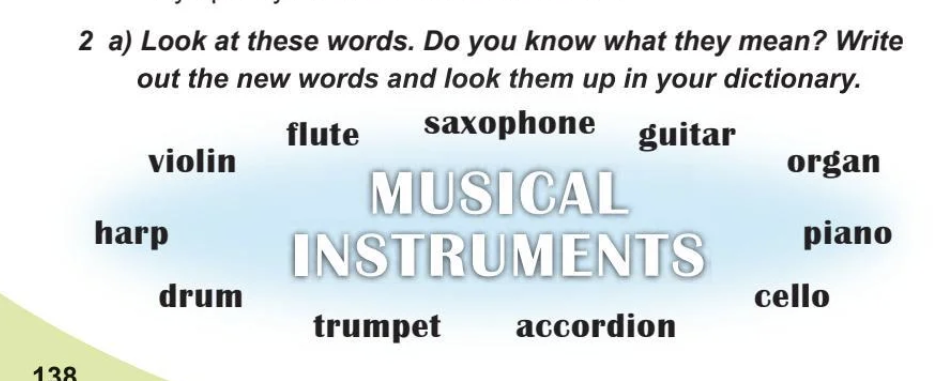 2 a) Look at these words. Do you know what they mean? Write
out the new words and look them up in your dictionary.
saxophone
flute
guitar
violin
organ
MUSICAL
harp
piano
INSTRUMENTS
drum
cello
trumpet
accordion
138